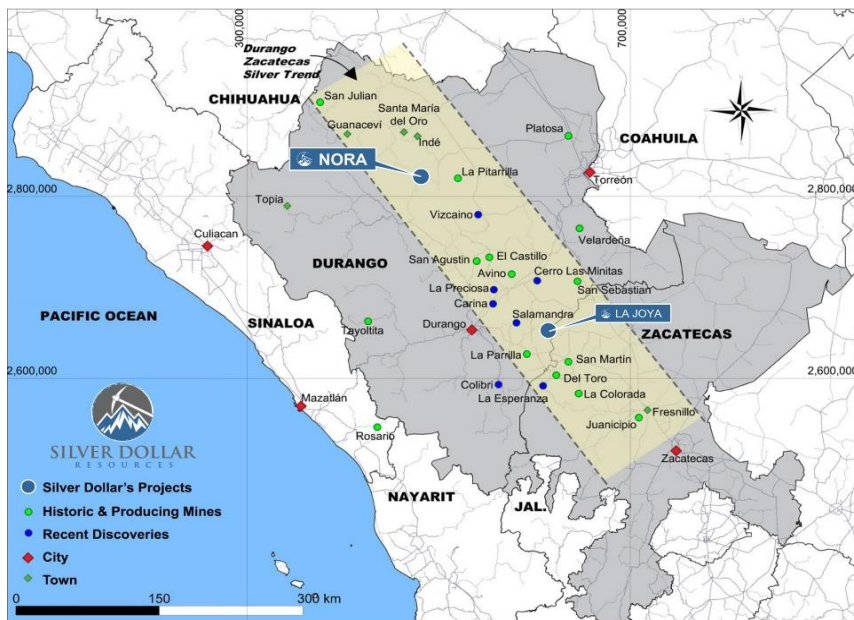 300,000
700,000
Durango
Zacatecas
Silver Trend
CHIHUAHUA
San Julian
Santa María
del Oro
Guanaceví
Indé
Platosa
COAHUILA
NORA
La Pitarrilla
Torreón
2,800,000
2,800,000
Topia
Vizcaino
Culiacan
Velardeña
DURANGO
San Agustin
El Castillo
Avino
Cerro Las Minitas
La Preciosa
San Sebastian
Carina
PACIFIC OCEAN
SINALOA
Salamandra
LA JOYA
Tayoltita
Durango
ZACATECAS
La Parrilla
San Martín
2,600,000
2,600,000
Colibri
Del Toro
La Esperanza
La Colorada
Mazatlán
Fresnillo
Juanicipio
Rosario
Zacatecas
SILVER DOLLAR
RESOURCES
NAYARIT
JAL.
Silver Dollar's Projects
Historic & Producing Mines
Recent Discoveries
City
Town
0
150
300 km
300,000
700,000